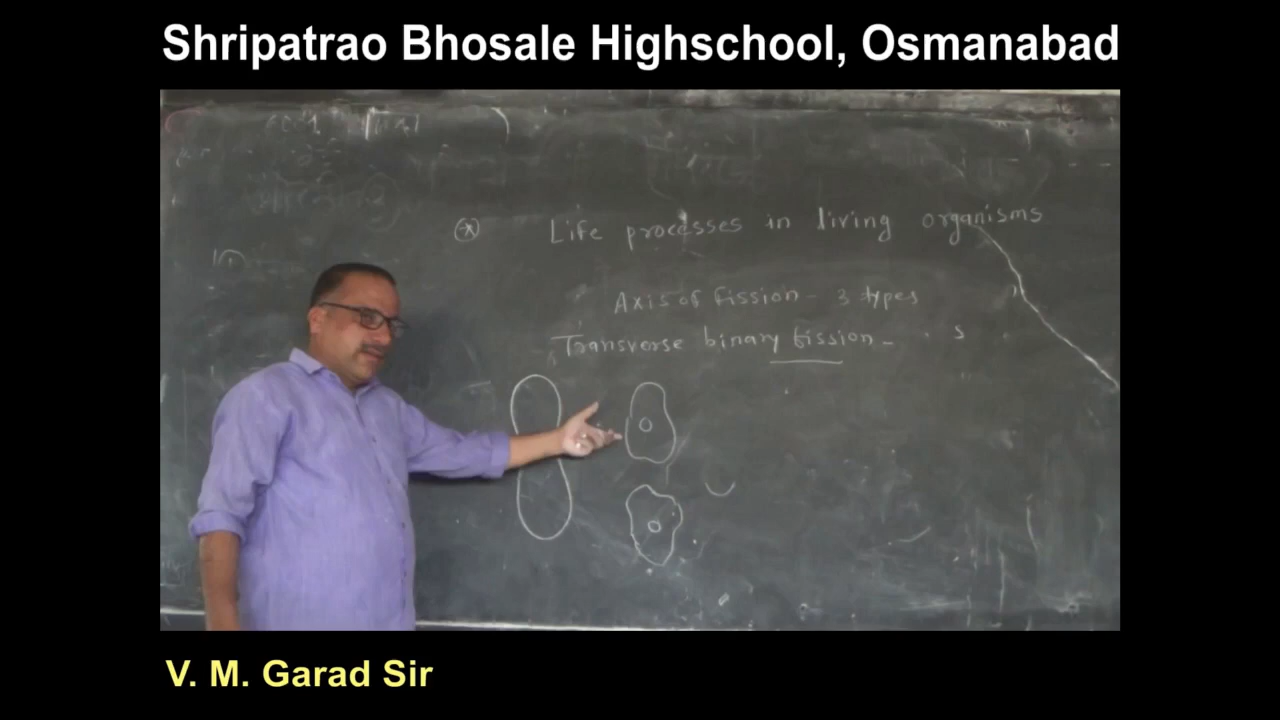 Shripatrao Bhosale Highschool, Osmanabad
Life processes in living organisms
Axis of fission - 3 types
Transverse binary fission -
V. M. Garad Sir